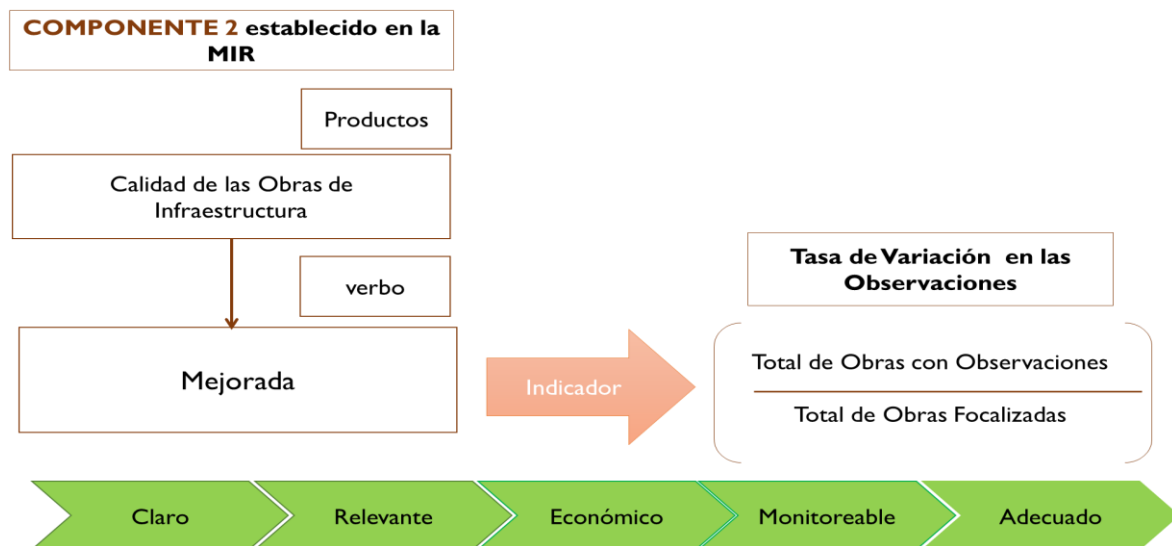 COMPONENTE 2 establecido en la
MIR
Productos
Calidad de las Obras de
Infraestructura
verbo
Mejorada
Indicador
Tasa de Variación en las
Observaciones
Total de Obras con Observaciones
Total de Obras Focalizadas
Claro
Relevante
Económico
Monitoreable
Adecuado